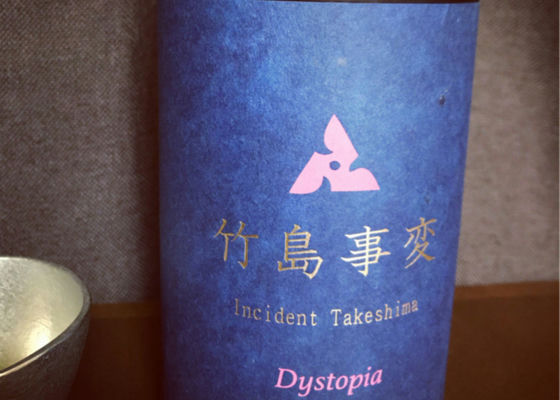 竹島事変
Incident Takeshima
Dystopia